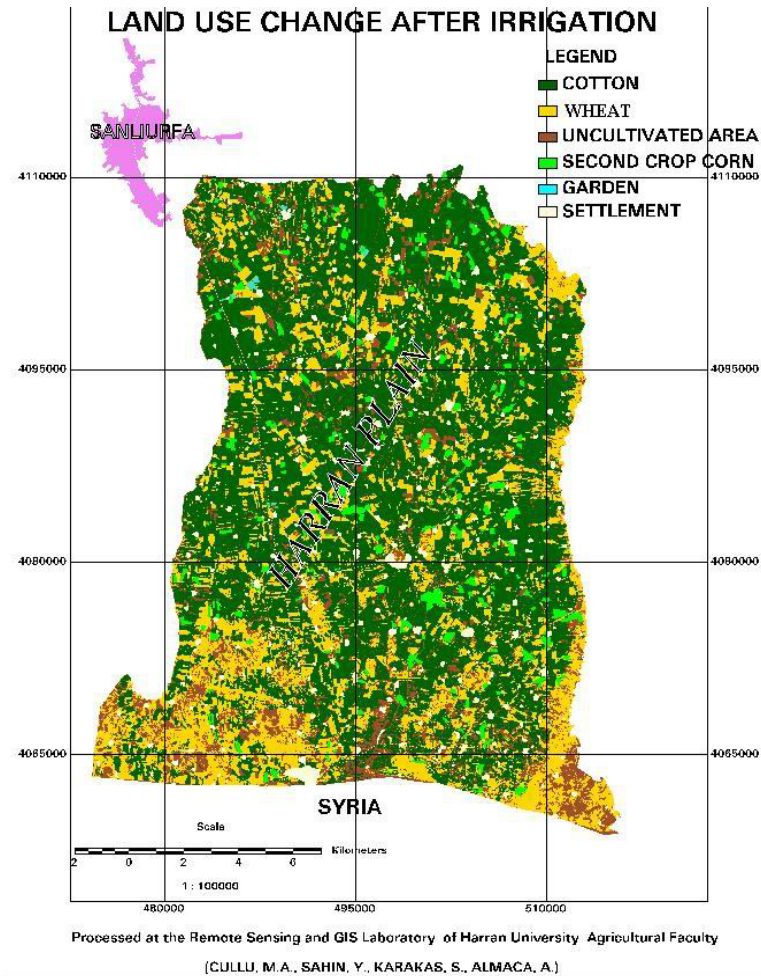 LAND USE CHANGE AFTER IRRIGATION
LEGEND
COTTON
WHEAT
UNCULTIVATED AREA
SECOND CROP CORN
GARDEN
SETTLEMENT
SANLIURFA
4110000 4110000
4095000 4095000
HARRAN PLAIN
4080000 4080000
4065000 4065000
SYRIA
Scale
Kilometers
2 0 2 4 6
1 : 100000
480000 495000 510000
Processed at the Remote Sensing and GIS Laboratory of Harran University Agricultural Faculty
(CULLU, M.A., SAHIN, Y., KARAKAS, S., ALMACA, A.)